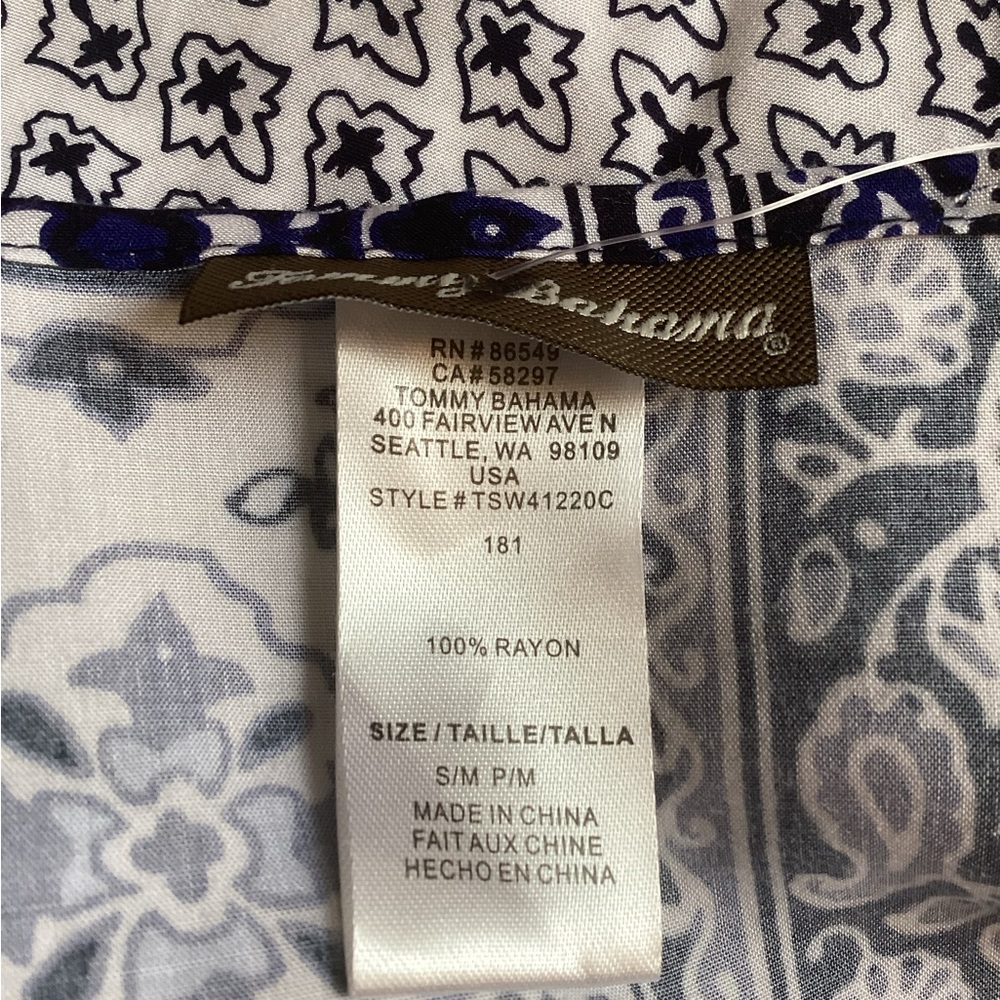 Tommy Bahama®
RN # 86549
CA # 58297
TOMMY BAHAMA
400 FAIRVIEW AVE N
SEATTLE, WA 98109
USA
STYLE # TSW41220C
181
100% RAYON
SIZE / TAILLE/TALLA
S/M P/M
MADE IN CHINA
FAIT AUX CHINE
HECHO EN CHINA